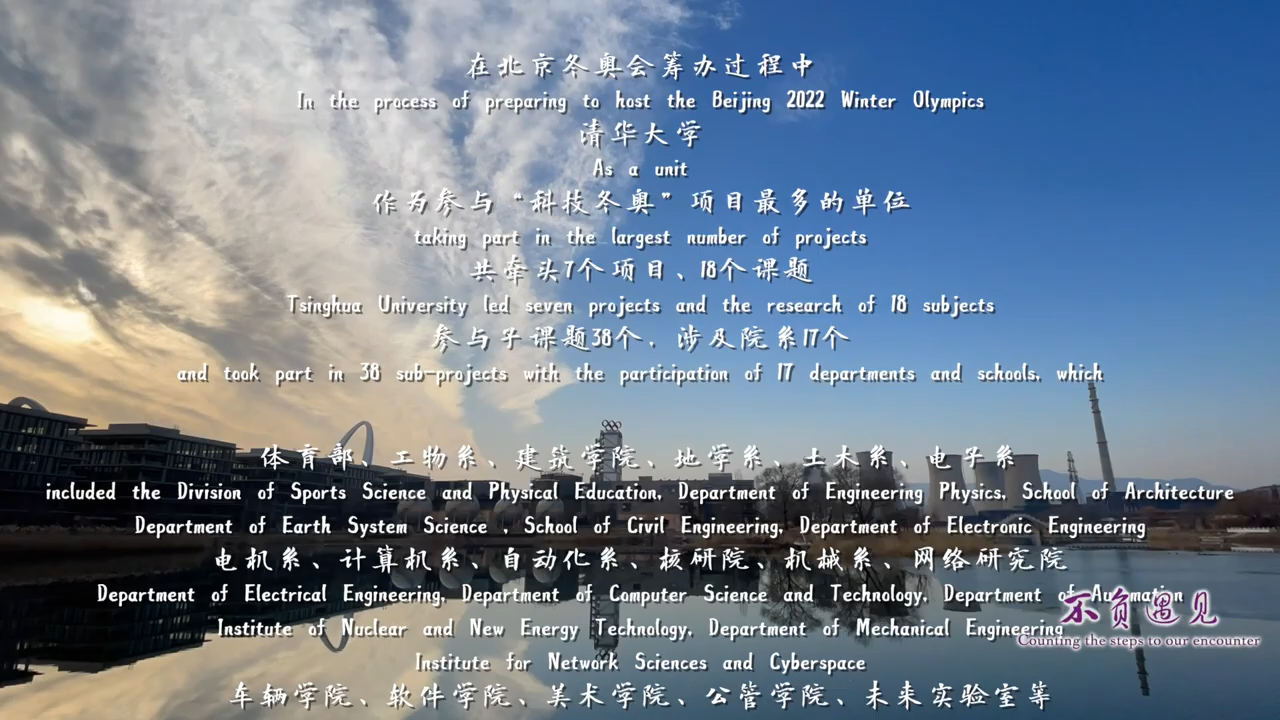 在北京冬奥会筹办过程中
In the process of preparing to host the Beijing 2022 Winter Olympics
清华大学
As a unit
作为参与“科技冬奥”项目最多的单位
taking part in the largest number of projects
共牵头7个项目、18个课题
Tsinghua University led seven projects and the research of 18 subjects
参与子课题38个，涉及院系17个
and took part in 38 sub-projects with the participation of 17 departments and schools, which
体育部、工物系、建筑学院、地学系、土木系、电子系
included the Division of Sports Science and Physical Education, Department of Engineering Physics, School of Architecture
Department of Earth System Science , School of Civil Engineering, Department of Electronic Engineering
电机系、计算机系、自动化系、核研院、机械系、网络研究院
Department of Electrical Engineering, Department of Computer Science and Technology, Department of Automation
Institute of Nuclear and New Energy Technology, Department of Mechanical Engineering
不负遇见
Counting the steps to our encounter
Institute for Network Sciences and Cyberspace
车辆学院、软件学院、美术学院、公管学院、未来实验室等